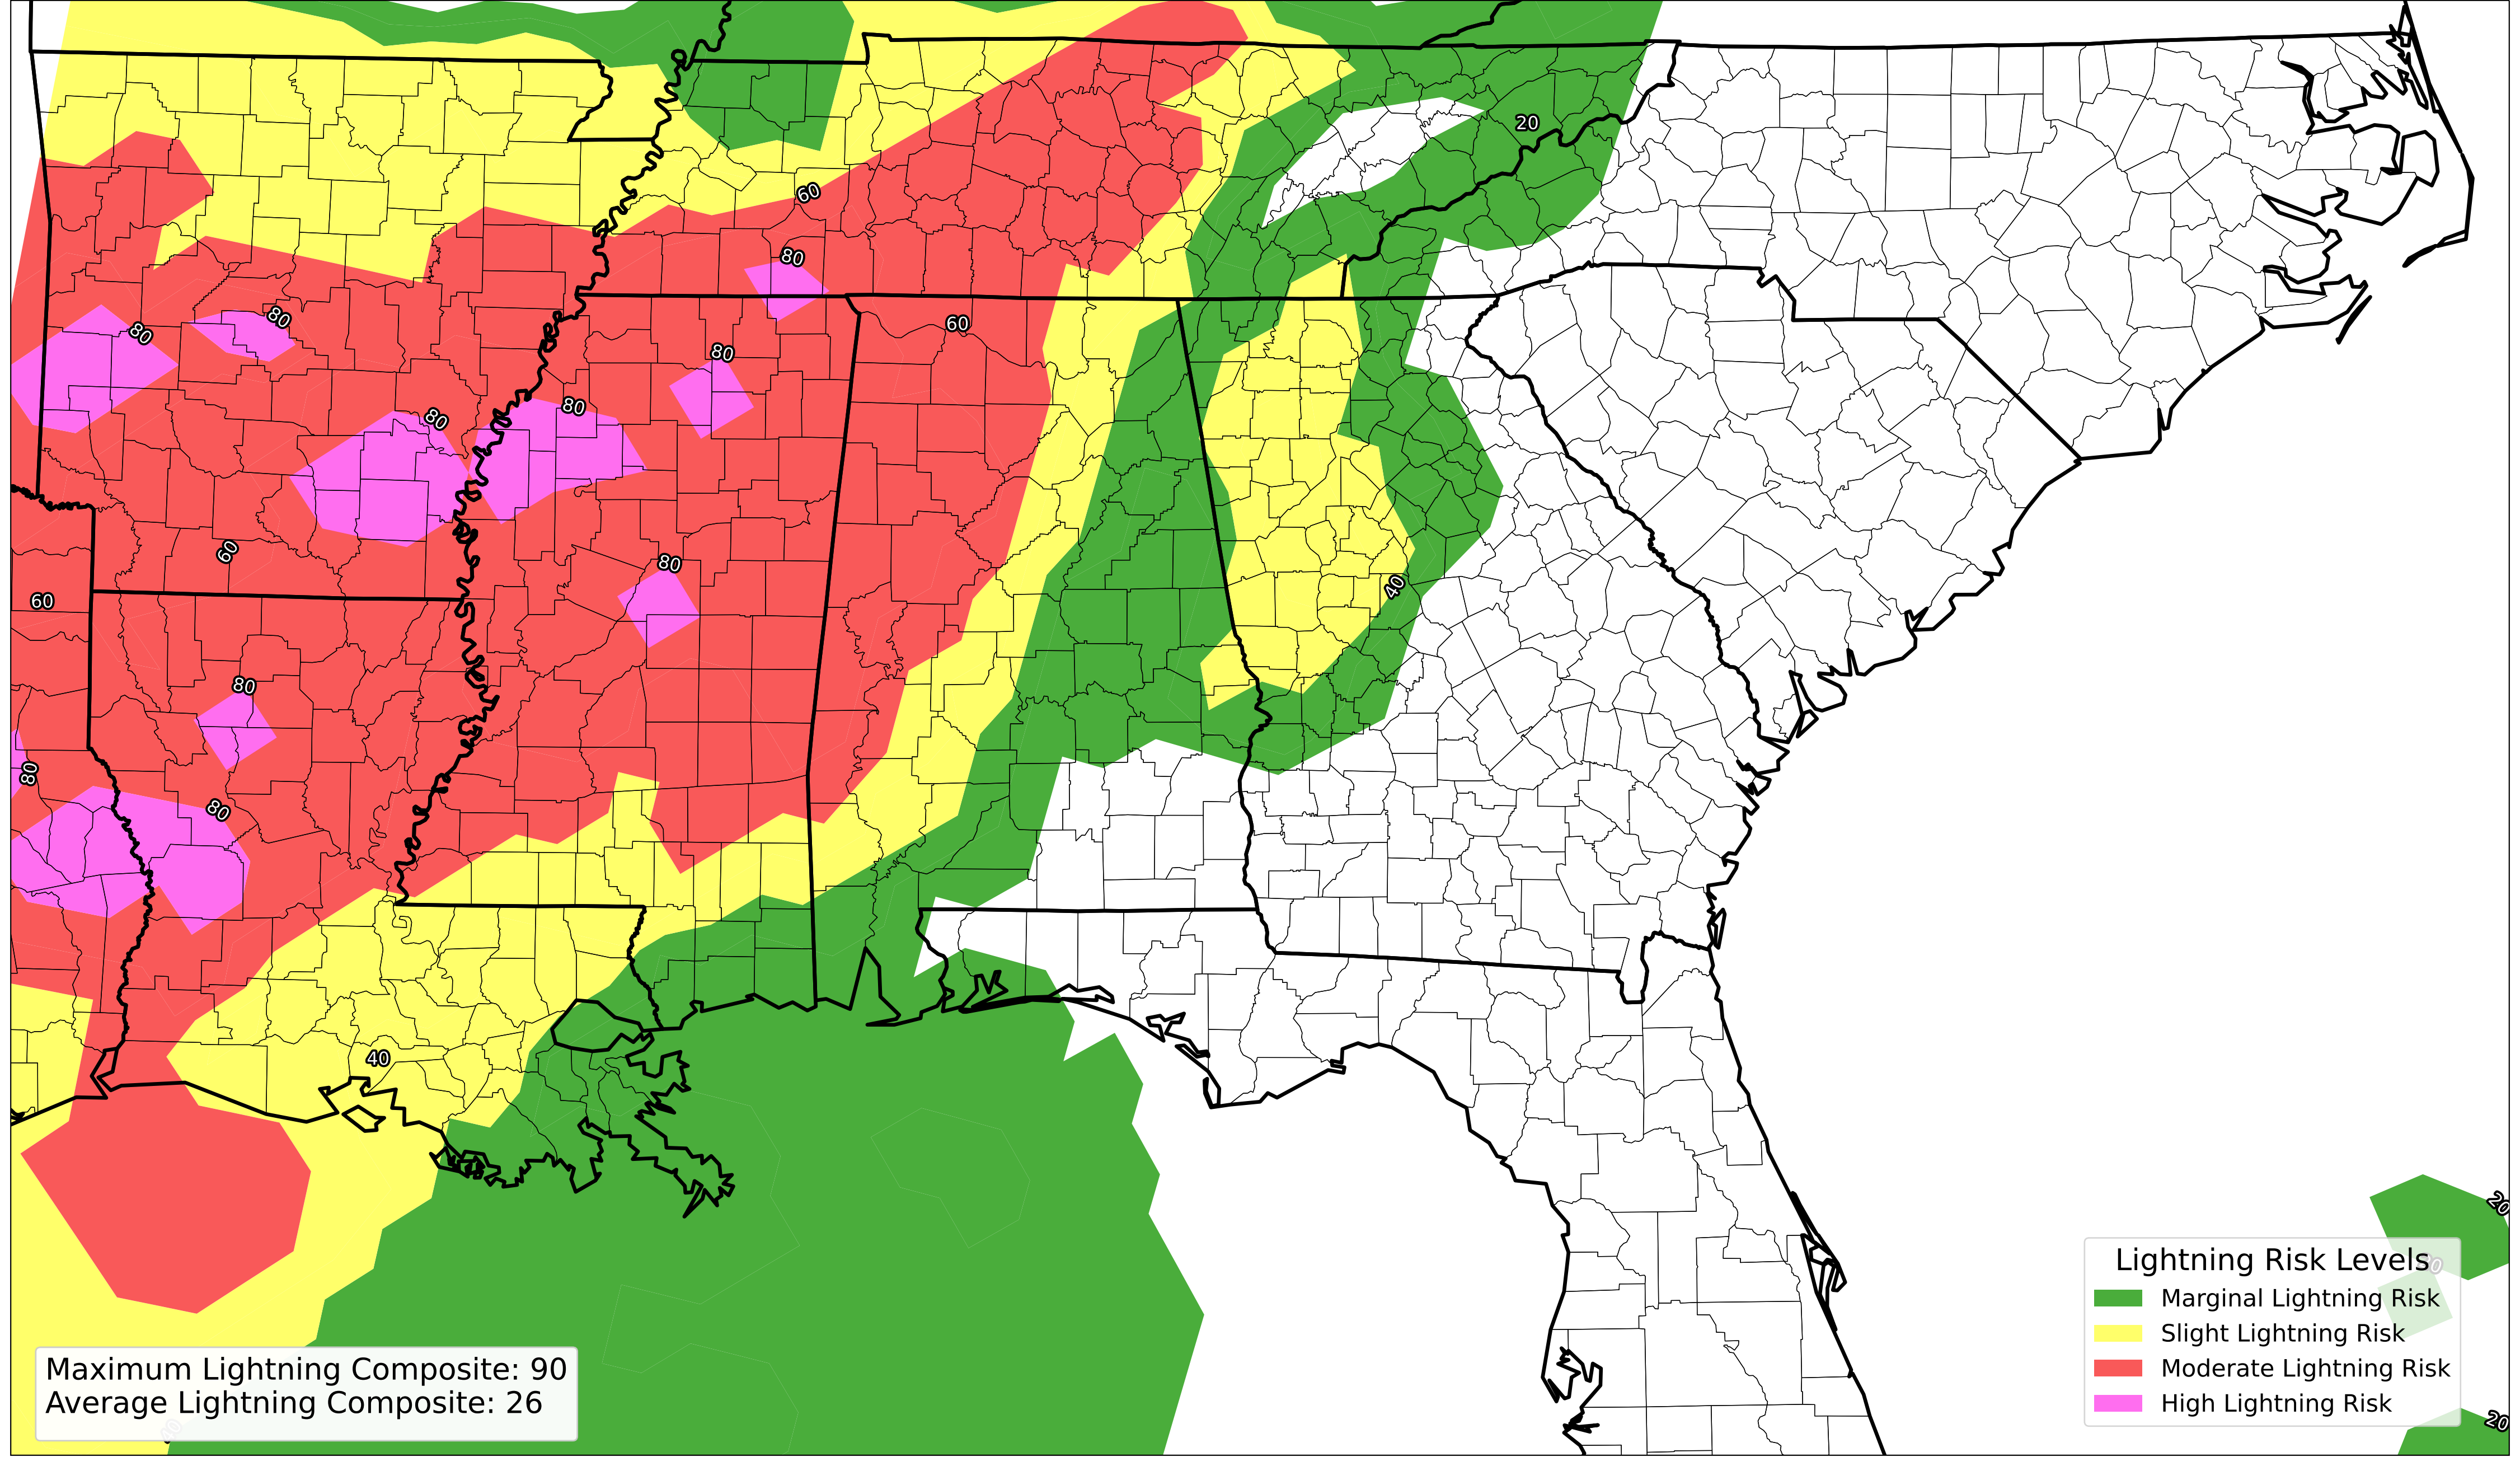 20
60
80
80
80
60
80
80
80
60
80
40
60
80
80
80
40
20
Lightning Risk Levels
Marginal Lightning Risk
Slight Lightning Risk
Moderate Lightning Risk
High Lightning Risk
Maximum Lightning Composite: 90
Average Lightning Composite: 26
20